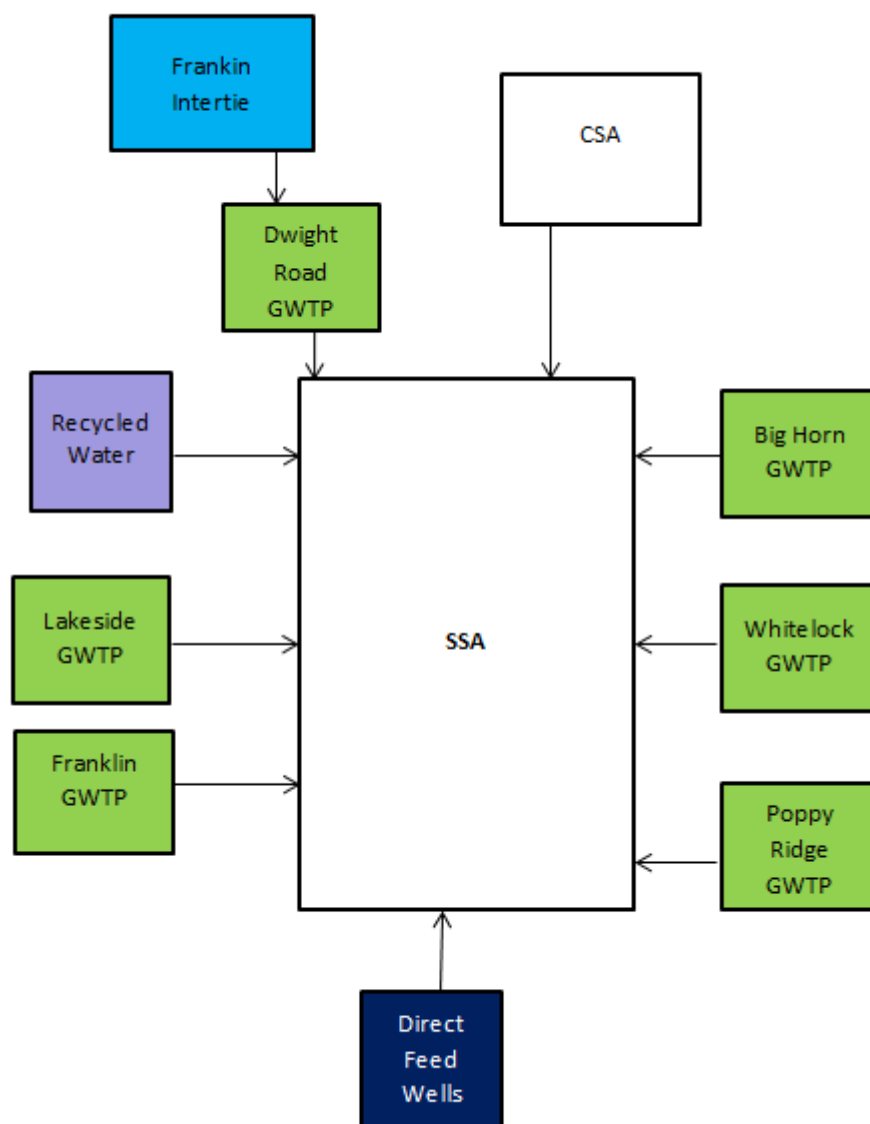 Frankin
Intertie
CSA
Dwight
Road
GWTP
Recycled
Water
Big Horn
GWTP
Lakeside
GWTP
SSA
Whitelock
GWTP
Franklin
GWTP
Poppy
Ridge
GWTP
Direct
Feed
Wells